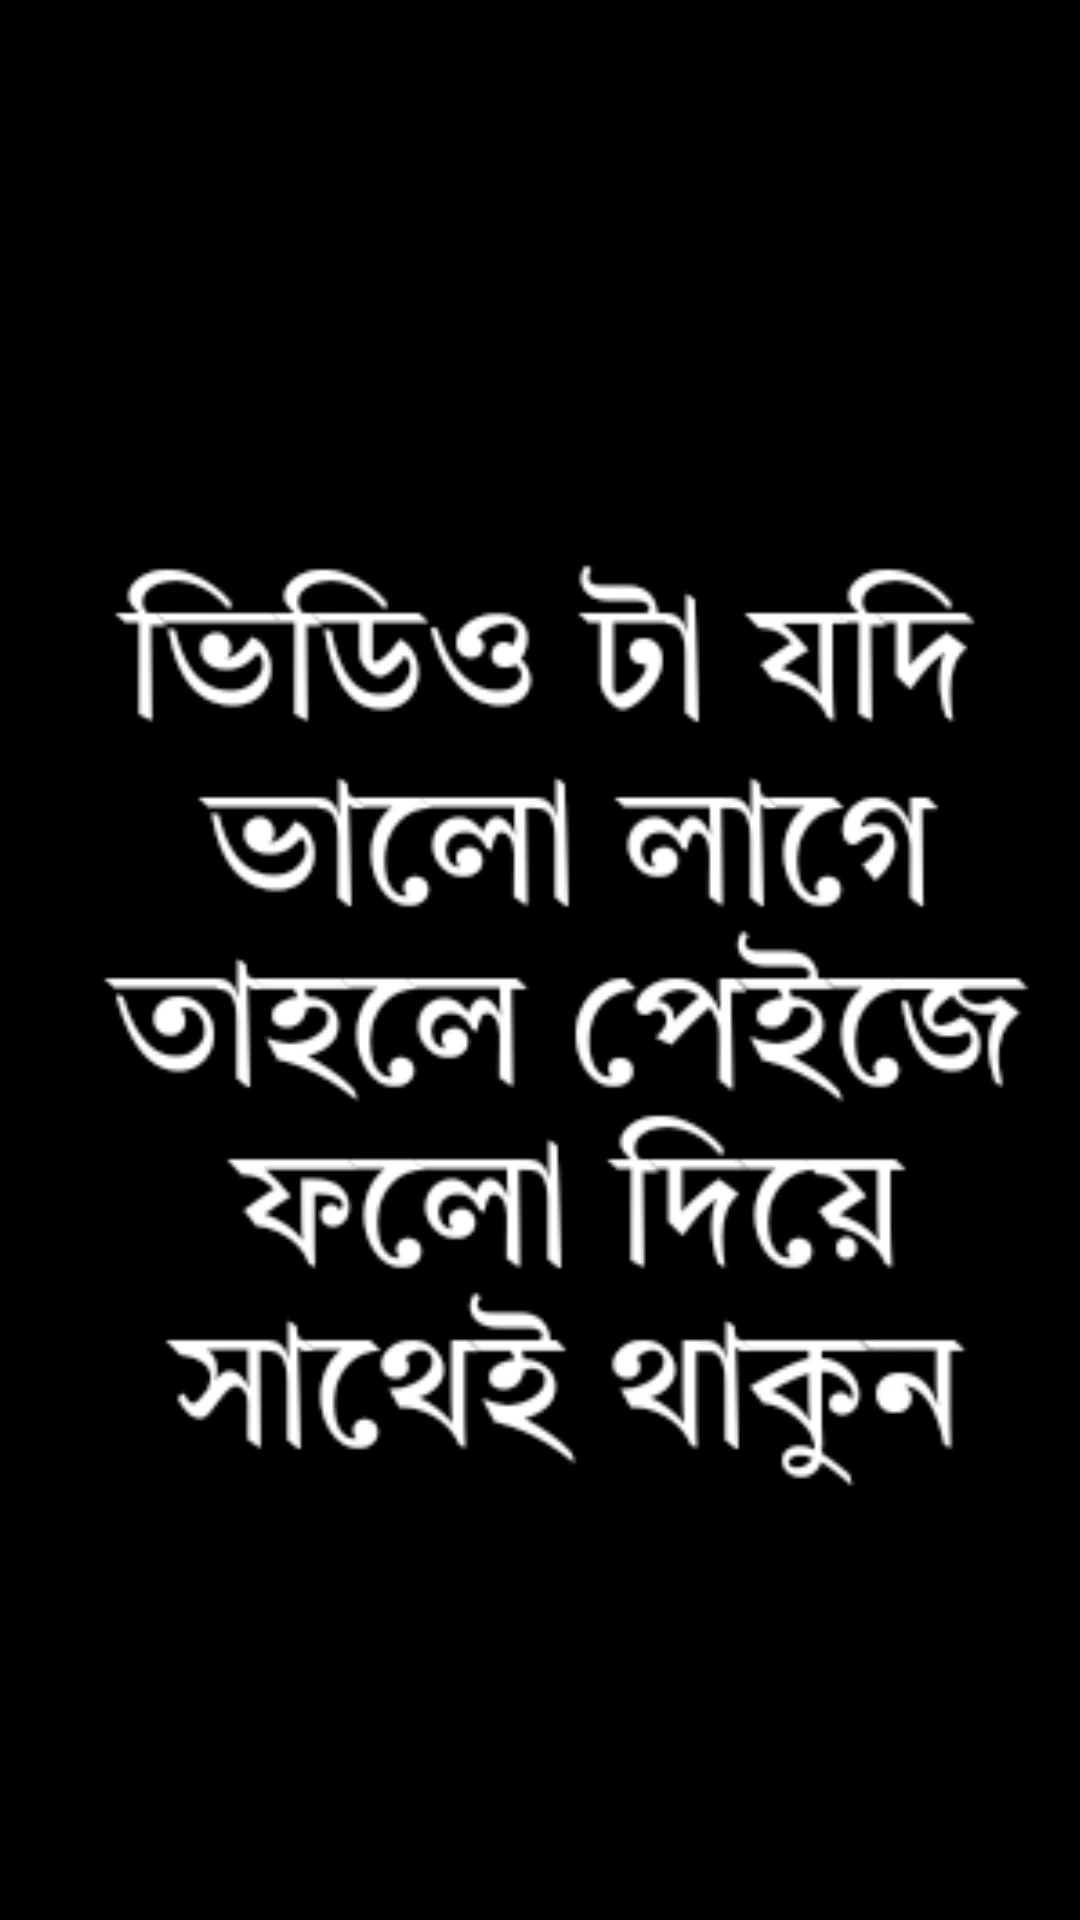 ভিডিও টা যদি
ভালো লাগে
তাহলে পেইজে
ফলো দিয়ে
সাথেই থাকুন